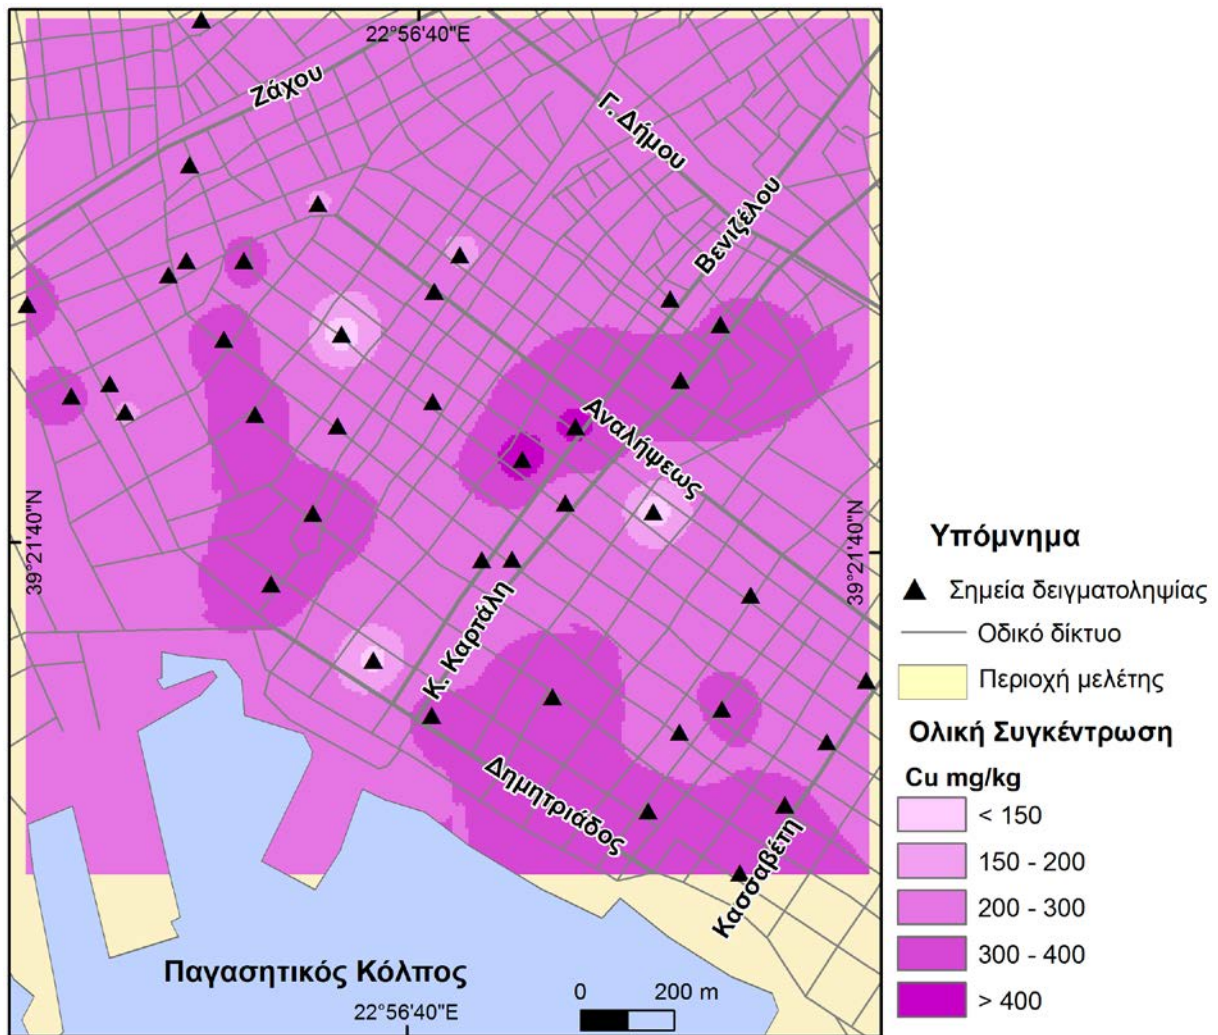 22°56'40"E
Ζάχου
Γ. Δήμου
Βενιζέλου
Αναλήψεως
39°21'40"N
39°21'40"N
Κ. Καρτάλη
Δημητριάδος
Κασσαβέτη
Παγασητικός Κόλπος
0 200 m
22°56'40"E
Υπόμνημα
Σημεία δειγματοληψίας
Οδικό δίκτυο
Περιοχή μελέτης
Ολική Συγκέντρωση
Cu mg/kg
< 150
150 - 200
200 - 300
300 - 400
> 400